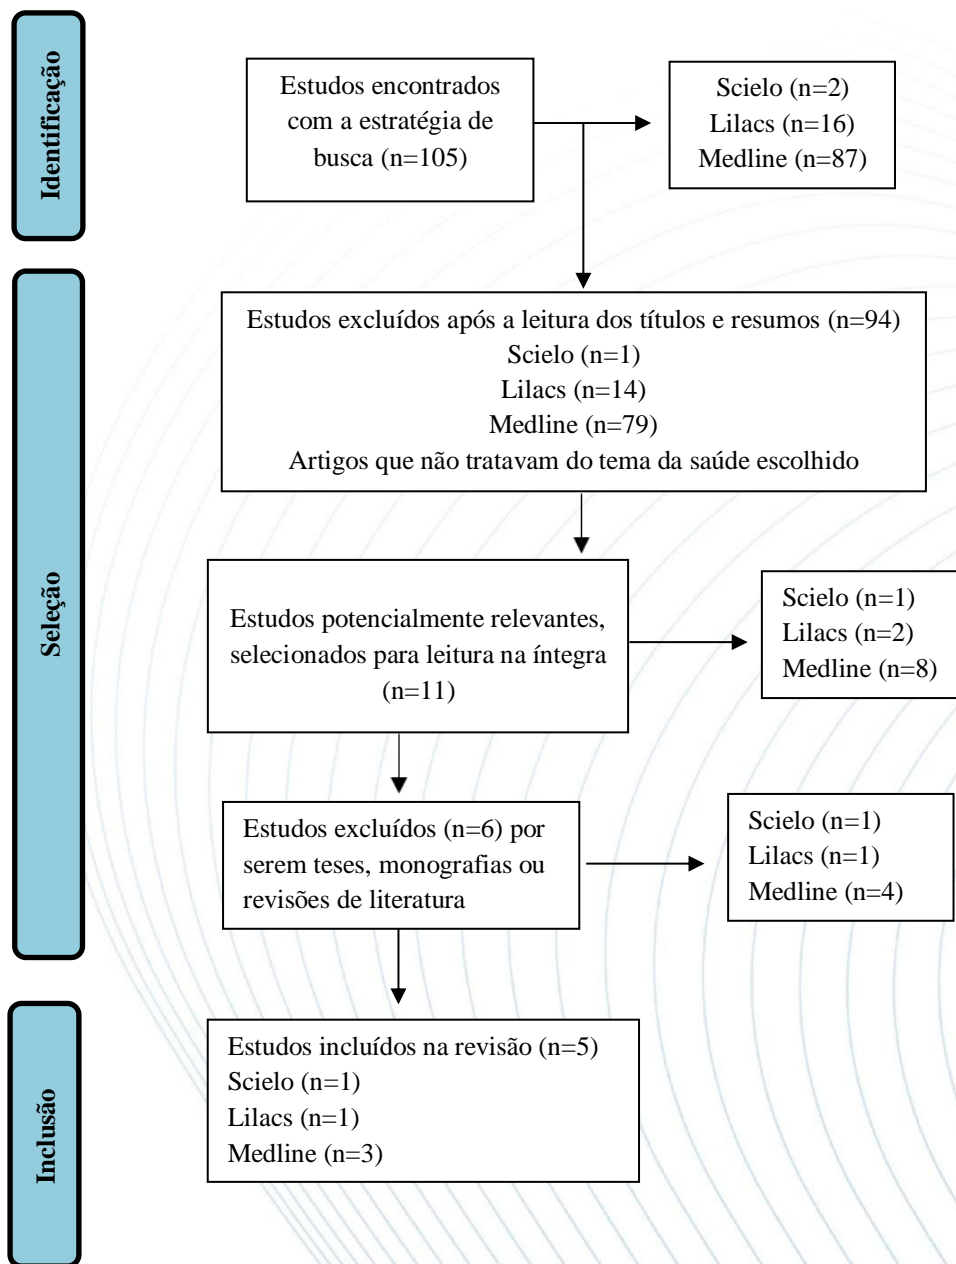 Identificação
Estudos encontrados
com a estratégia de
busca (n=105)
Scielo (n=2)
Lilacs (n=16)
Medline (n=87)
Seleção
Estudos excluídos após a leitura dos títulos e resumos (n=94)
Scielo (n=1)
Lilacs (n=14)
Medline (n=79)
Artigos que não tratavam do tema da saúde escolhido
Estudos potencialmente relevantes,
selecionados para leitura na íntegra
(n=11)
Scielo (n=1)
Lilacs (n=2)
Medline (n=8)
Estudos excluídos (n=6) por
serem teses, monografias ou
revisões de literatura
Scielo (n=1)
Lilacs (n=1)
Medline (n=4)
Inclusão
Estudos incluídos na revisão (n=5)
Scielo (n=1)
Lilacs (n=1)
Medline (n=3)